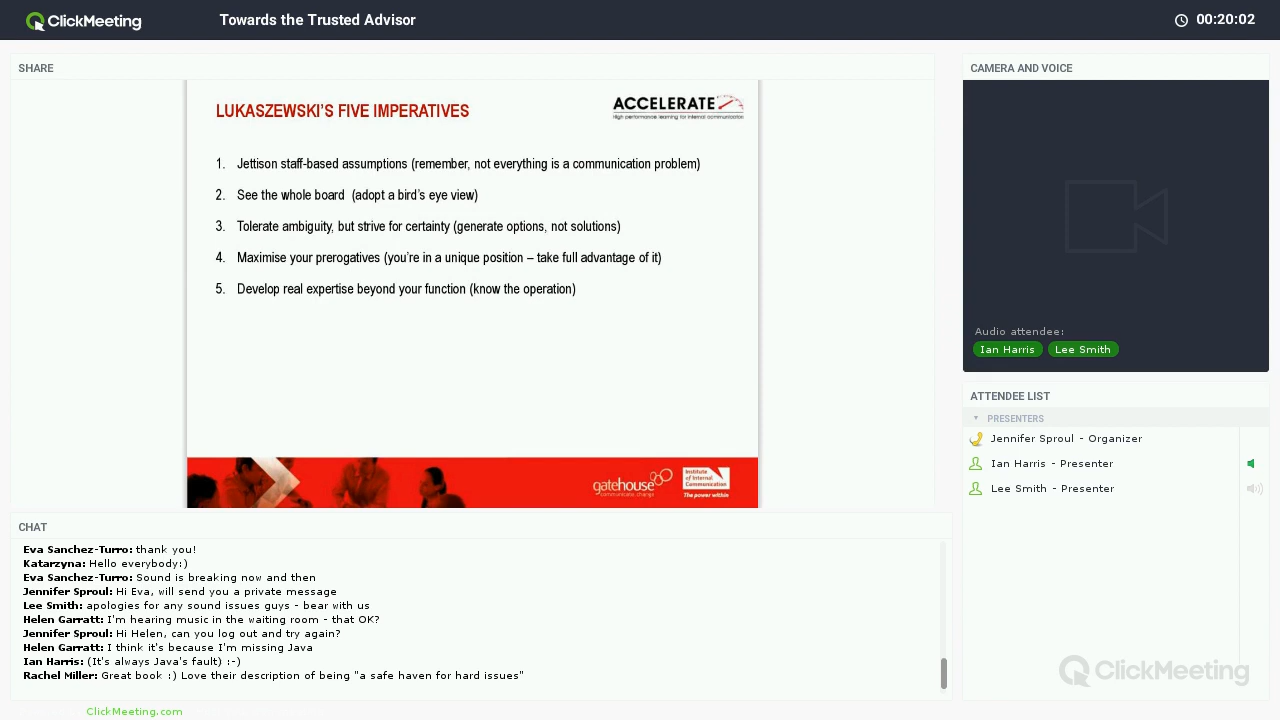 ClickMeeting
Towards the Trusted Advisor
00:20:02
SHARE
LUKASZEWSKI'S FIVE IMPERATIVES
ACCELERATE
High performance learning for internal communicators
1. Jettison staff-based assumptions (remember, not everything is a communication problem)
2. See the whole board (adopt a bird's eye view)
3. Tolerate ambiguity, but strive for certainty (generate options, not solutions)
4. Maximise your prerogatives (you're in a unique position – take full advantage of it)
5. Develop real expertise beyond your function (know the operation)
gatehouse
communicate. change.
Institute
of Internal
Communication
The power within
CAMERA AND VOICE
Audio attendee:
Ian Harris
Lee Smith
ATTENDEE LIST
PRESENTERS
Jennifer Sproul - Organizer
Ian Harris - Presenter
Lee Smith - Presenter
CHAT
Eva Sanchez-Turro: thank you!
Katarzyna: Hello everybody:)
Eva Sanchez-Turro: Sound is breaking now and then
Jennifer Sproul: Hi Eva, will send you a private message
Lee Smith: apologies for any sound issues guys - bear with us
Helen Garratt: I'm hearing music in the waiting room - that OK?
Jennifer Sproul: Hi Helen, can you log out and try again?
Helen Garratt: I think it's because I'm missing Java
Ian Harris: (It's always Java's fault) :-)
Rachel Miller: Great book :) Love their description of being "a safe haven for hard issues"
ClickMeeting
ClickMeeting.com